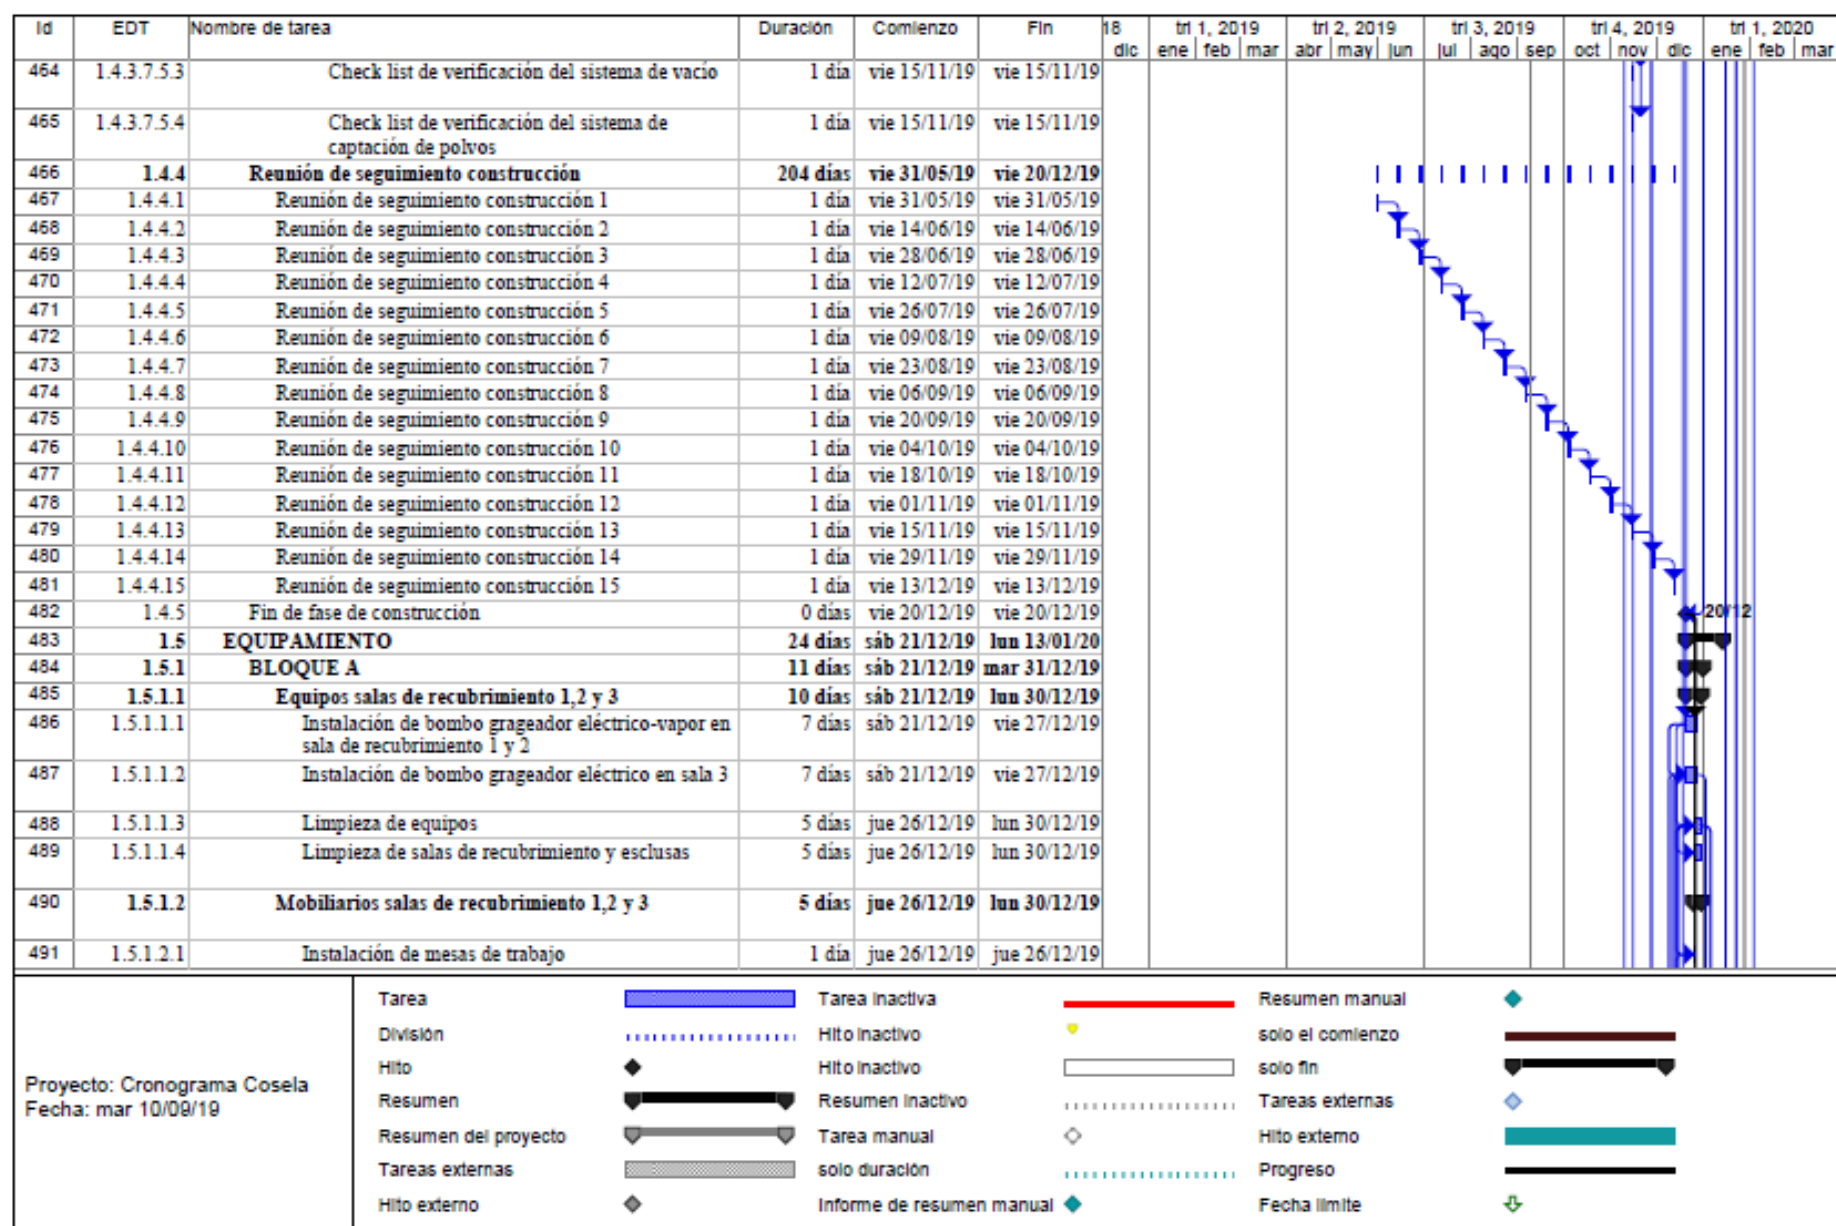 Id EDT Nombre de tarea Duración Comienzo Fin 18 tri 1, 2019 tri 2, 2019 tri 3, 2019 tri 4, 2019 tri 1, 2020
dic ene feb mar abr may jun jul ago sep oct nov dic ene feb mar
464 1.4.3.7.5.3 Check list de verificación del sistema de vacío 1 día vie 15/11/19 vie 15/11/19
465 1.4.3.7.5.4 Check list de verificación del sistema de 1 día vie 15/11/19 vie 15/11/19
captación de polvos
466 1.4.4 Reunión de seguimiento construcción 204 días vie 31/05/19 vie 20/12/19
467 1.4.4.1 Reunión de seguimiento construcción 1 1 día vie 31/05/19 vie 31/05/19
468 1.4.4.2 Reunión de seguimiento construcción 2 1 día vie 14/06/19 vie 14/06/19
469 1.4.4.3 Reunión de seguimiento construcción 3 1 día vie 28/06/19 vie 28/06/19
470 1.4.4.4 Reunión de seguimiento construcción 4 1 día vie 12/07/19 vie 12/07/19
471 1.4.4.5 Reunión de seguimiento construcción 5 1 día vie 26/07/19 vie 26/07/19
472 1.4.4.6 Reunión de seguimiento construcción 6 1 día vie 09/08/19 vie 09/08/19
473 1.4.4.7 Reunión de seguimiento construcción 7 1 día vie 23/08/19 vie 23/08/19
474 1.4.4.8 Reunión de seguimiento construcción 8 1 día vie 06/09/19 vie 06/09/19
475 1.4.4.9 Reunión de seguimiento construcción 9 1 día vie 20/09/19 vie 20/09/19
476 1.4.4.10 Reunión de seguimiento construcción 10 1 día vie 04/10/19 vie 04/10/19
477 1.4.4.11 Reunión de seguimiento construcción 11 1 día vie 18/10/19 vie 18/10/19
478 1.4.4.12 Reunión de seguimiento construcción 12 1 día vie 01/11/19 vie 01/11/19
479 1.4.4.13 Reunión de seguimiento construcción 13 1 día vie 15/11/19 vie 15/11/19
480 1.4.4.14 Reunión de seguimiento construcción 14 1 día vie 29/11/19 vie 29/11/19
481 1.4.4.15 Reunión de seguimiento construcción 15 1 día vie 13/12/19 vie 13/12/19
482 1.4.5 Fin de fase de construcción 0 días vie 20/12/19 vie 20/12/19 20/12
483 1.5 EQUIPAMIENTO 24 días sáb 21/12/19 lun 13/01/20
484 1.5.1 BLOQUE A 11 días sáb 21/12/19 mar 31/12/19
485 1.5.1.1 Equipos salas de recubrimiento 1,2 y 3 10 días sáb 21/12/19 lun 30/12/19
486 1.5.1.1.1 Instalación de bombo grageador eléctrico-vapor en 7 días sáb 21/12/19 vie 27/12/19
sala de recubrimiento 1 y 2
487 1.5.1.1.2 Instalación de bombo grageador eléctrico en sala 3 7 días sáb 21/12/19 vie 27/12/19
488 1.5.1.1.3 Limpieza de equipos 5 días jue 26/12/19 lun 30/12/19
489 1.5.1.1.4 Limpieza de salas de recubrimiento y esclusas 5 días jue 26/12/19 lun 30/12/19
490 1.5.1.2 Mobiliarios salas de recubrimiento 1,2 y 3 5 días jue 26/12/19 lun 30/12/19
491 1.5.1.2.1 Instalación de mesas de trabajo 1 día jue 26/12/19 jue 26/12/19
Proyecto: Cronograma Cosela
Fecha: mar 10/09/19
Tarea Tarea inactiva Resumen manual
División Hito inactivo solo el comienzo
Hito Hito inactivo solo fin
Resumen Resumen inactivo Tareas externas
Resumen del proyecto Tarea manual Hito externo
Tareas externas solo duración Progreso
Hito externo Informe de resumen manual Fecha límite